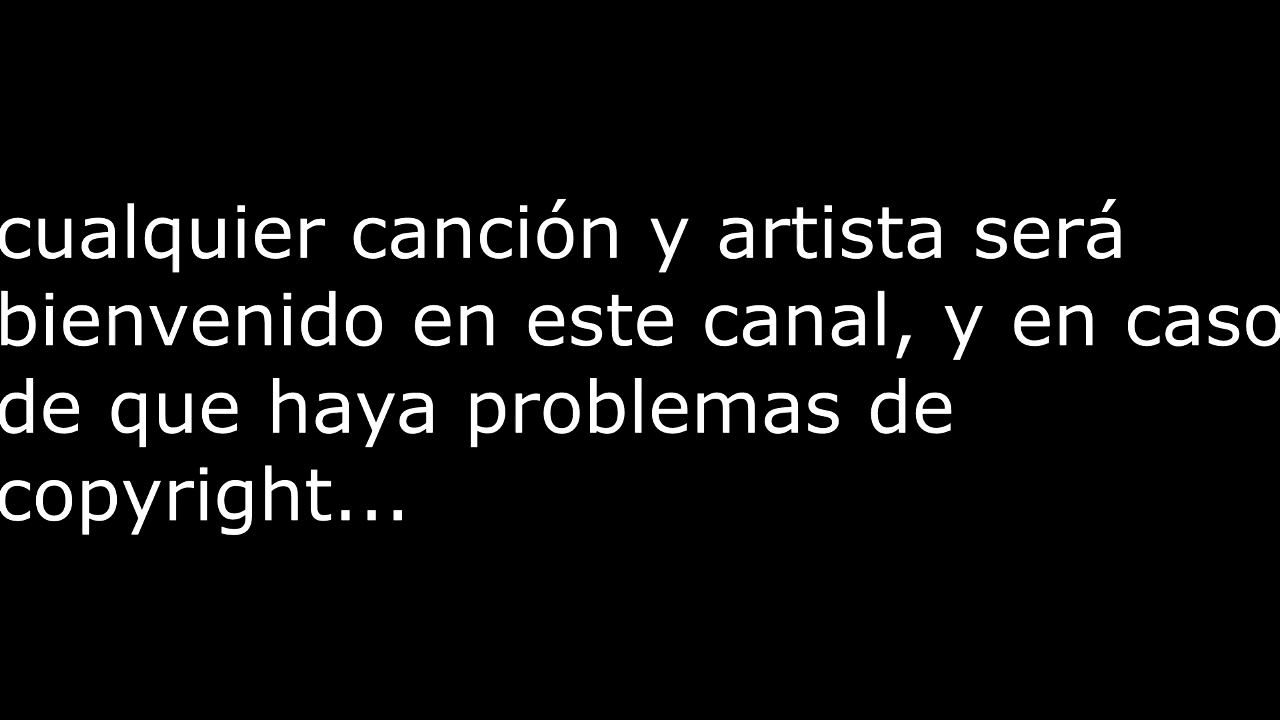 cualquier canción y artista será
bienvenido en este canal, y en caso
de que haya problemas de
copyright...